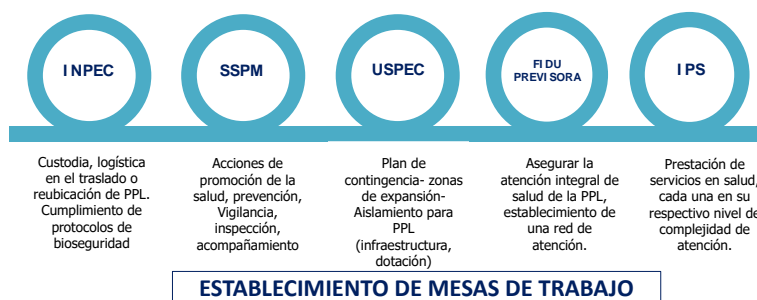 INPEC
SSPM
USPEC
FIDU
PREVISORA
IPS
Custodia, logística
en el traslado o
reubicación de PPL.
Cumplimiento de
protocolos de
bioseguridad
Acciones de
promoción de la
salud, prevención,
Vigilancia,
inspección,
acompañamiento
Plan de
contingencia- zonas
de expansión-
Aislamiento para
PPL
(infraestructura,
dotación)
Asegurar la
atención integral de
salud de la PPL,
establecimiento de
una red de
atención.
Prestación de
servicios en salud,
cada una en su
respectivo nivel de
complejidad de
atención.
ESTABLECIMIENTO DE MESAS DE TRABAJO